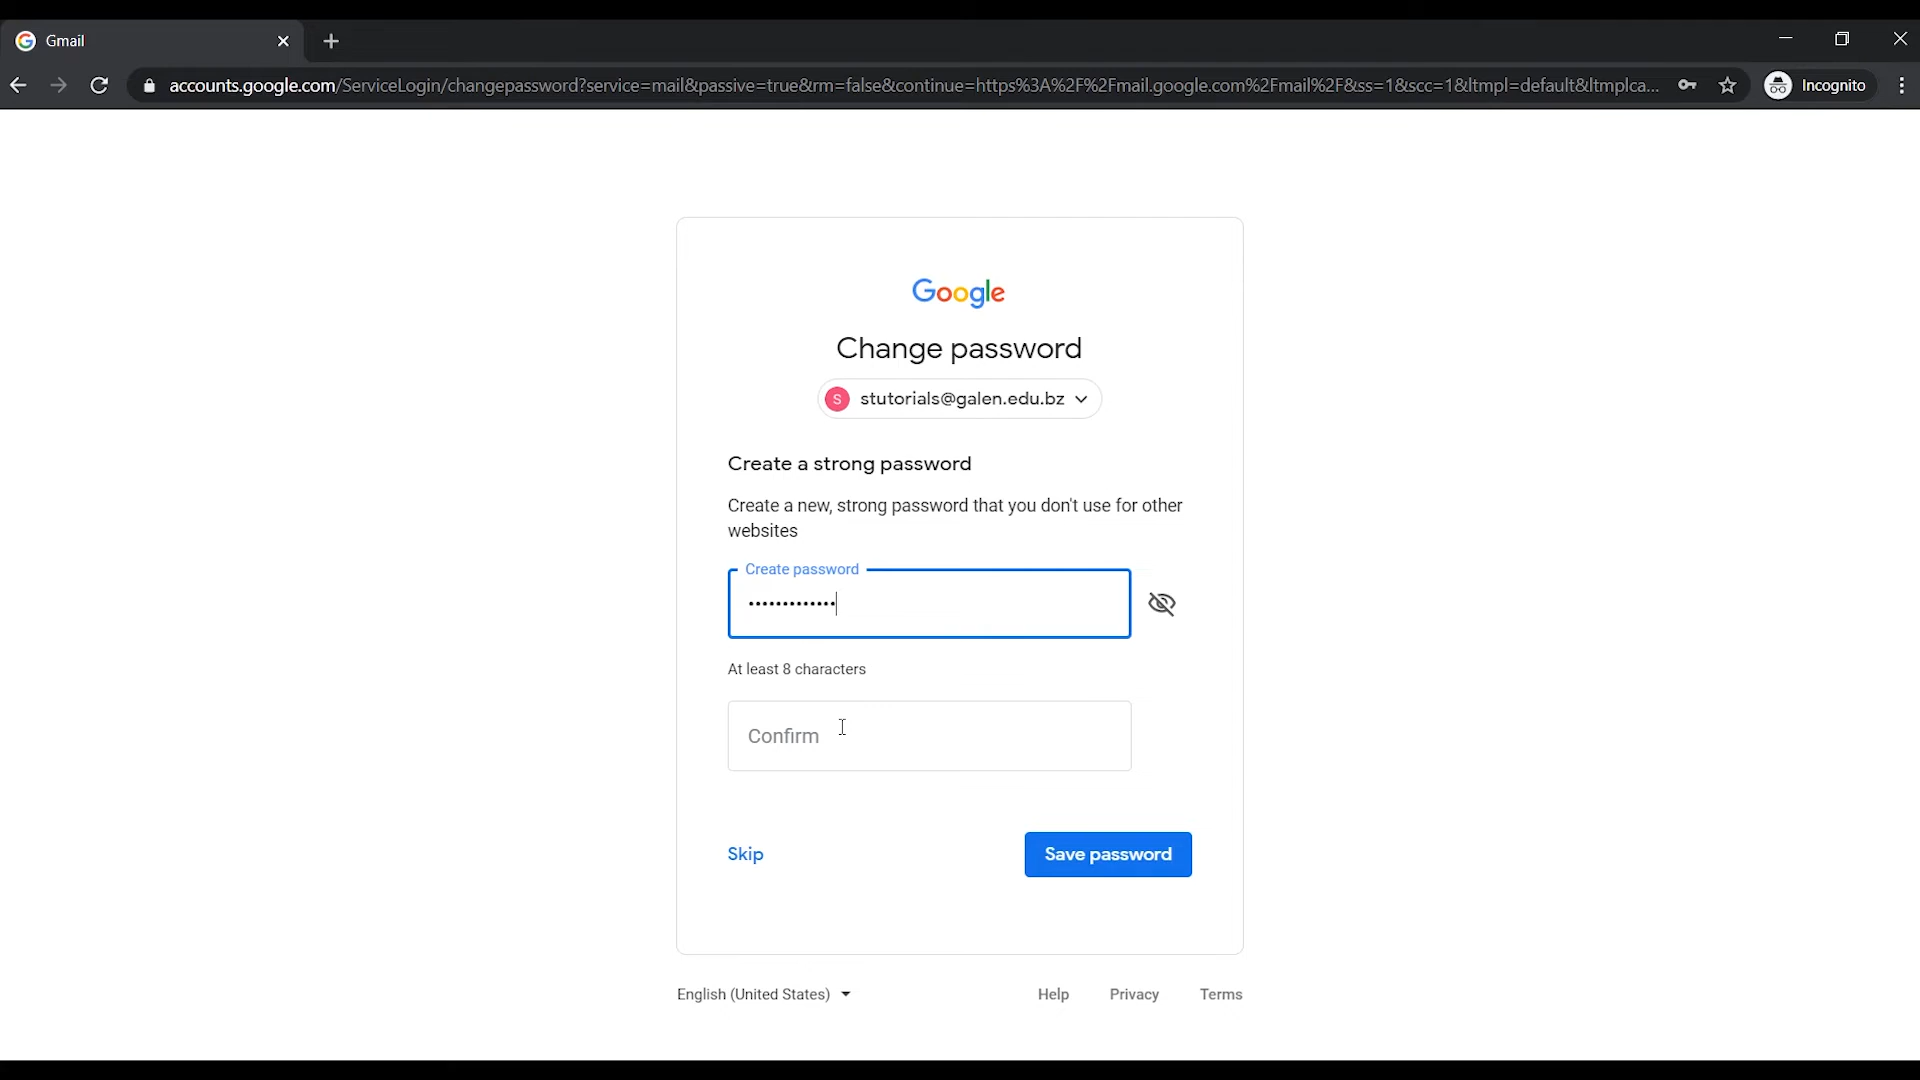 Gmail
accounts.google.com/ServiceLogin/changepassword?service=mail&passive=true&rm=false&continue=https%3A%2F%2Fmail.google.com%2Fmail%2F&ss=1&scc=1&ltmpl=default&ltmplca...
Incognito
Google
Change password
S stutorials@galen.edu.bz
Create a strong password
Create a new, strong password that you don't use for other
websites
Create password
•••••••••••••
At least 8 characters
Confirm
Skip Save password
English (United States) Help Privacy Terms